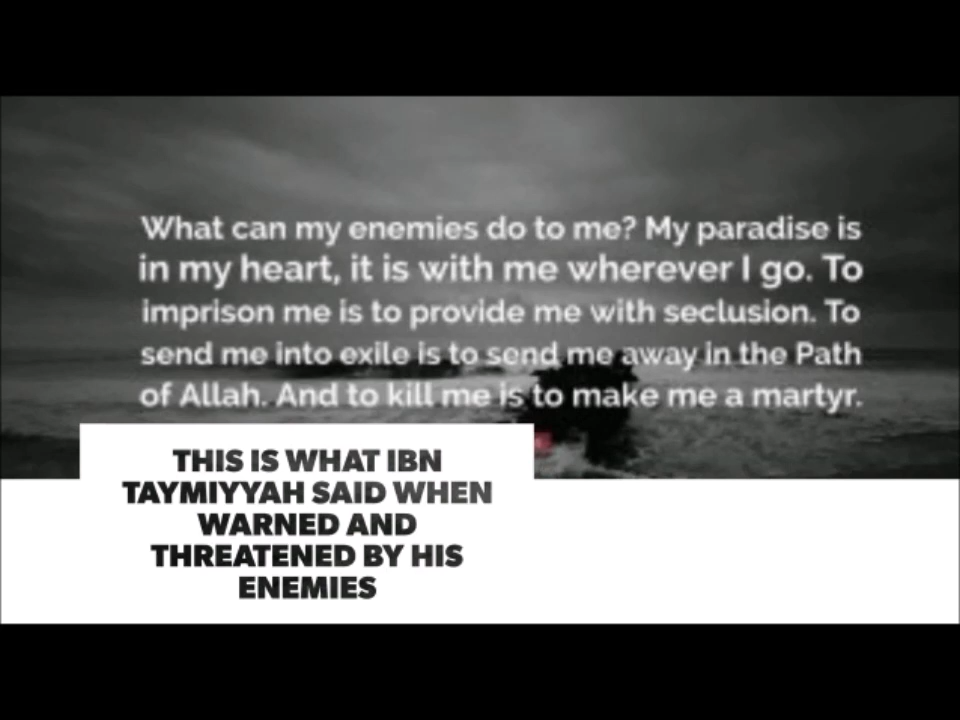 What can my enemies do to me? My paradise is
in my heart, it is with me wherever I go. To
imprison me is to provide me with seclusion. To
send me into exile is to send me away in the Path
of Allah. And to kill me is to make me a martyr.
THIS IS WHAT IBN
TAYMIYYAH SAID WHEN
WARNED AND
THREATENED BY HIS
ENEMIES